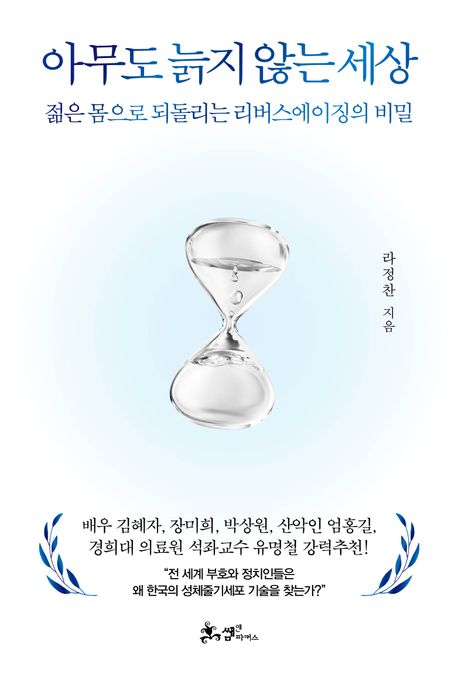 아무도 늙지 않는 세상
젊은 몸으로 되돌리는 리버스에이징의 비밀
라정찬 지음
배우 김혜자, 장미희, 박상원, 산악인 엄홍길,
경희대 의료원 석좌교수 유명철 강력추천!
“전 세계 부호와 정치인들은
왜 한국의 성체줄기세포 기술을 찾는가?”
쌤앤파커스